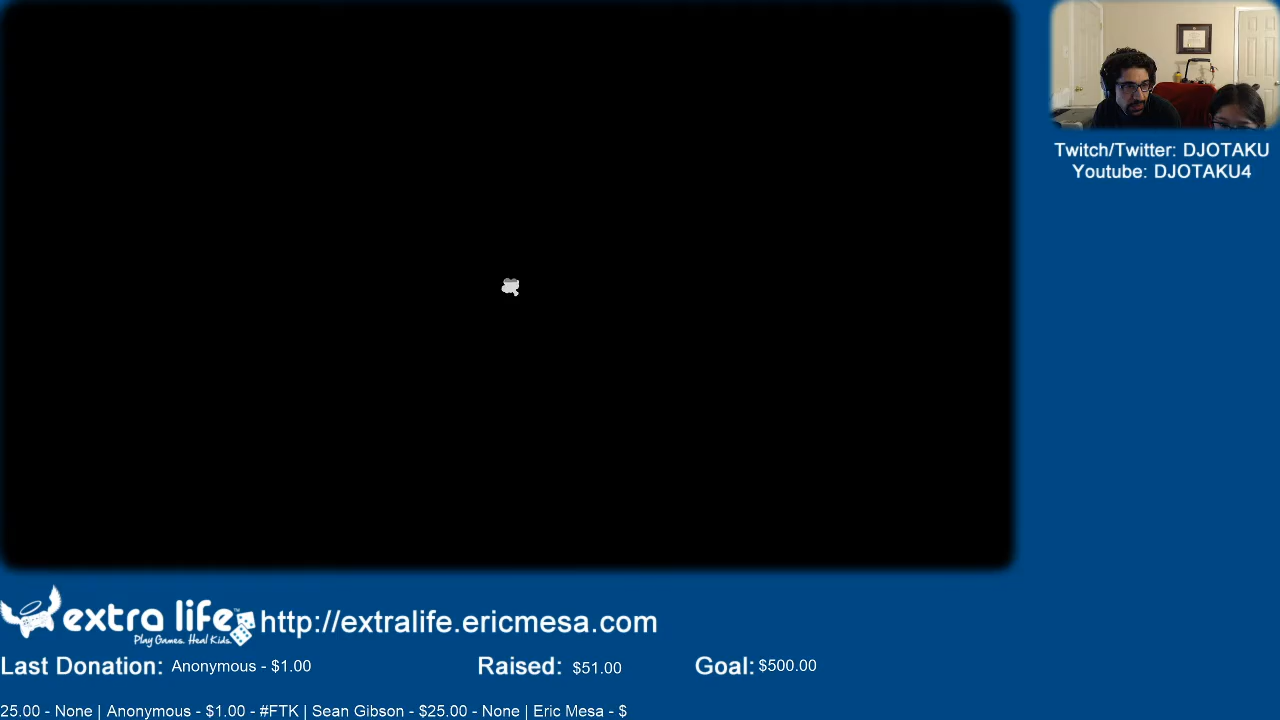 Twitch/Twitter: DJOTAKU
Youtube: DJOTAKU4
extra life
Play Games. Heal Kids.
http://extralife.ericmesa.com
Last Donation: Anonymous - $1.00 Raised: $51.00 Goal: $500.00
25.00 - None | Anonymous - $1.00 - #FTK | Sean Gibson - $25.00 - None | Eric Mesa - $